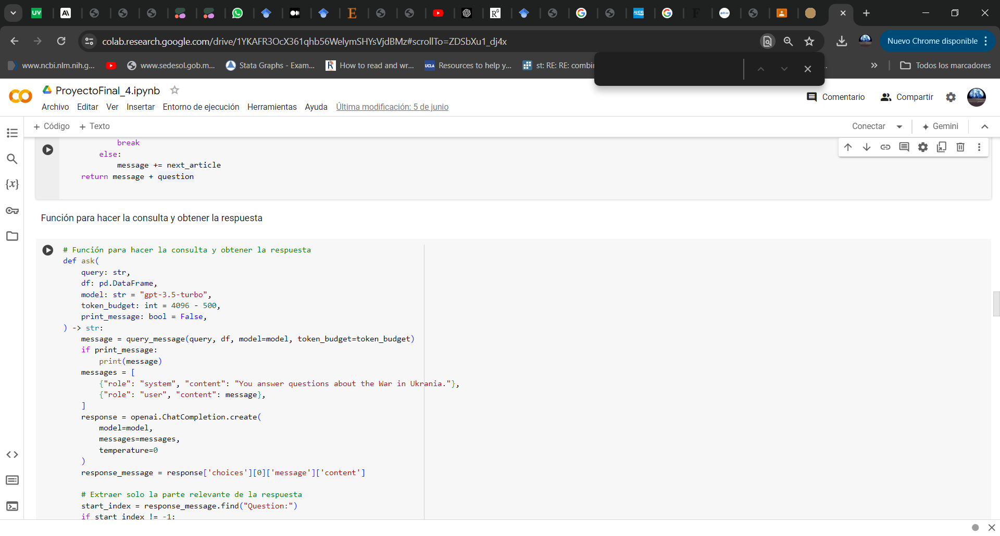 colab.research.google.com/drive/1YKAFR3OcX361qhb56WelymSHYsVjdBMz#scrollTo=ZDSbXu1_dj4x
Nuevo Chrome disponible
www.ncbi.nlm.nih.g...
www.sedesol.gob.m...
Stata Graphs - Exam...
How to read and wr...
Resources to help y...
st: RE: RE: combi
Todos los marcadores
ProyectoFinal_4.ipynb
Archivo Editar Ver Insertar Entorno de ejecución Herramientas Ayuda Última modificación: 5 de junio
Comentario
Compartir
+ Código + Texto
Conectar
Gemini
break
else:
message += next_article
return message + question
Función para hacer la consulta y obtener la respuesta
# Función para hacer la consulta y obtener la respuesta
def ask(
query: str,
df: pd.DataFrame,
model: str = "gpt-3.5-turbo",
token_budget: int = 4096 - 500,
print_message: bool = False,
) -> str:
message = query_message(query, df, model=model, token_budget=token_budget)
if print_message:
print(message)
messages = [
{"role": "system", "content": "You answer questions about the War in Ukrania."},
{"role": "user", "content": message},
]
response = openai.ChatCompletion.create(
model=model,
messages=messages,
temperature=0
)
response_message = response['choices'][0]['message']['content']
# Extraer solo la parte relevante de la respuesta
start_index = response_message.find("Question:")
if start_index != -1: